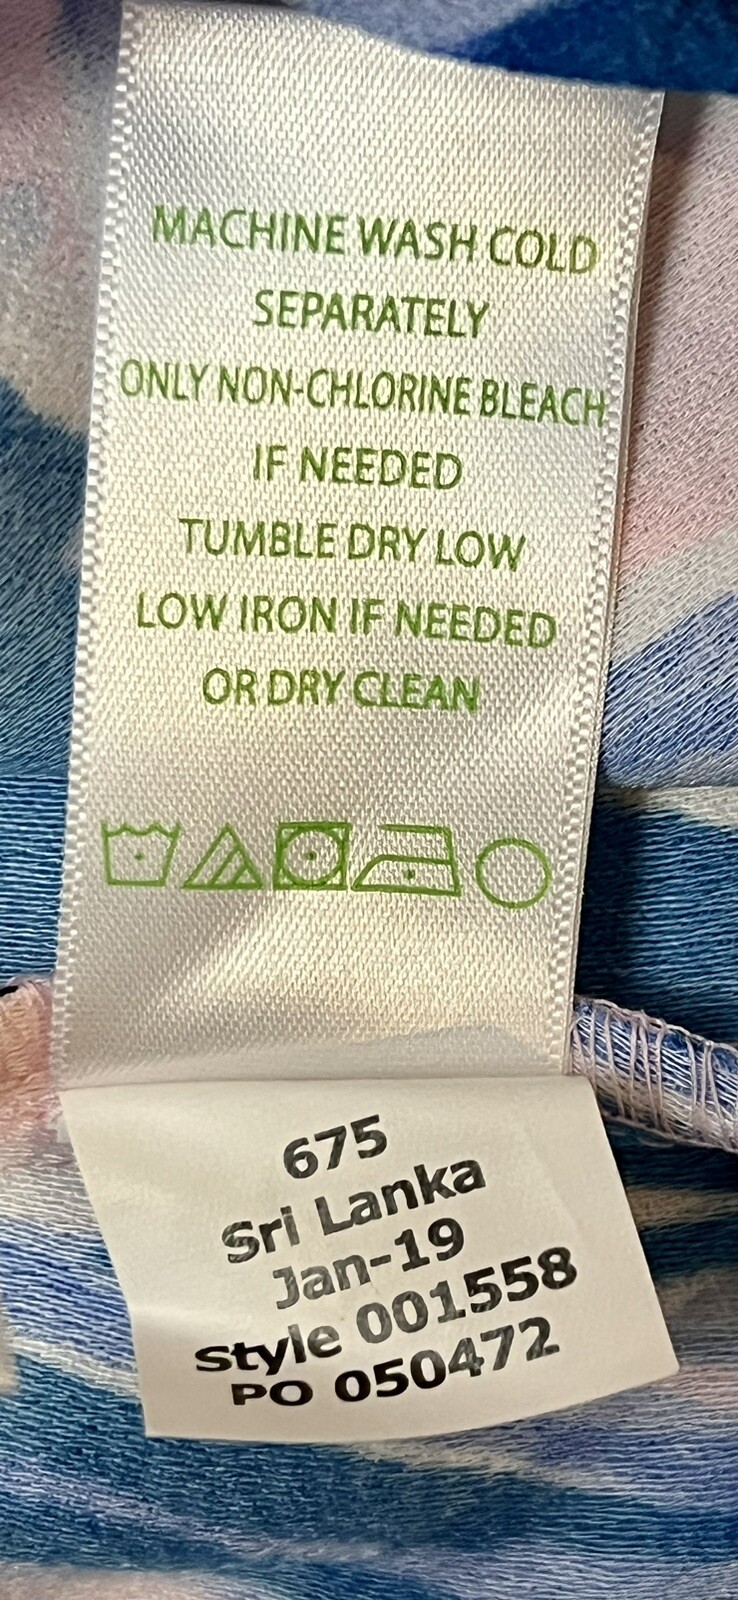 MACHINE WASH COLD
SEPARATELY
ONLY NON-CHLORINE BLEACH
IF NEEDED
TUMBLE DRY LOW
LOW IRON IF NEEDED
OR DRY CLEAN
675
Sri Lanka
Jan-19
Style 001558
PO 050472